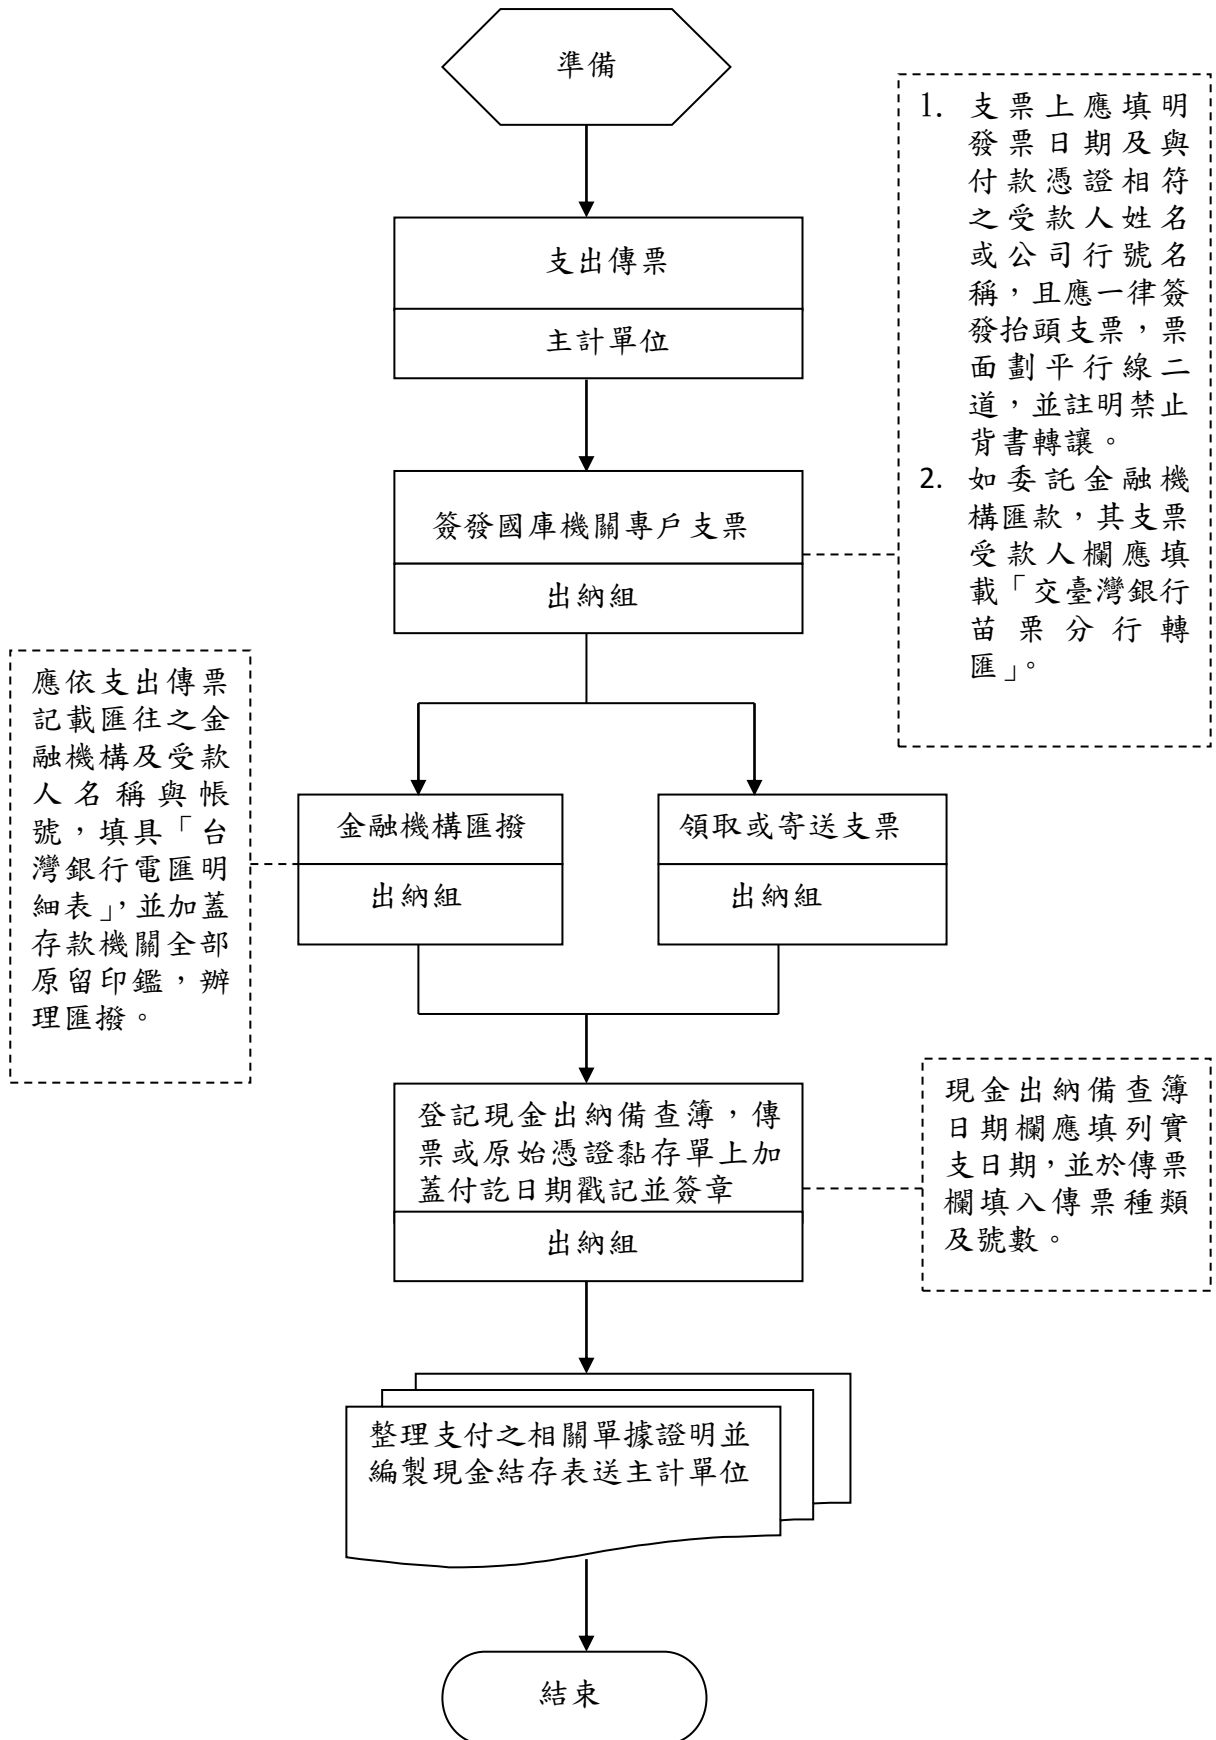 準備
1. 支票上應填明
發票日期及與
付款憑證相符
之受款人姓名
或公司行號名
稱，且應一律簽
發抬頭支票，票
面劃平行線二
道，並註明禁止
背書轉讓。
2. 如委託金融機
構匯款，其支票
受款人欄應填
載「交臺灣銀行
苗栗分行轉
匯」。
支出傳票
主計單位
簽發國庫機關專戶支票
出納組
應依支出傳票
記載匯往之金
融機構及受款
人名稱與帳
號，填具「台
灣銀行電匯明
細表」，並加蓋
存款機關全部
原留印鑑，辦
理匯撥。
金融機構匯撥
出納組
領取或寄送支票
出納組
登記現金出納備查簿，傳
票或原始憑證黏存單上加
蓋付訖日期戳記並簽章
出納組
現金出納備查簿
日期欄應填列實
支日期，並於傳票
欄填入傳票種類
及號數。
整理支付之相關單據證明並
編製現金結存表送主計單位
結束